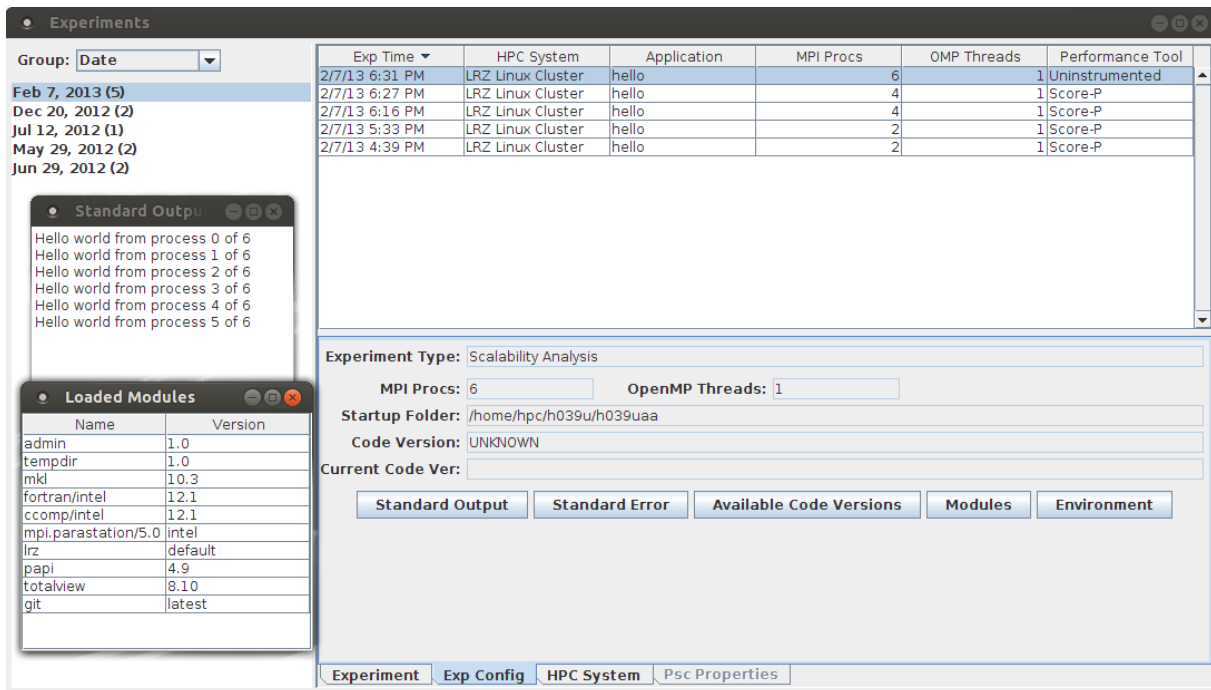 Experiments
Group: Date
Feb 7, 2013 (5)
Dec 20, 2012 (2)
Jul 12, 2012 (1)
May 29, 2012 (2)
Jun 29, 2012 (2)
Exp Time HPC System Application MPI Procs OMP Threads Performance Tool
2/7/13 6:31 PM LRZ Linux Cluster hello 6 1 Uninstrumented
2/7/13 6:27 PM LRZ Linux Cluster hello 4 1 Score-P
2/7/13 6:16 PM LRZ Linux Cluster hello 4 1 Score-P
2/7/13 5:33 PM LRZ Linux Cluster hello 2 1 Score-P
2/7/13 4:39 PM LRZ Linux Cluster hello 2 1 Score-P
Standard Outpu
Hello world from process 0 of 6
Hello world from process 1 of 6
Hello world from process 2 of 6
Hello world from process 3 of 6
Hello world from process 4 of 6
Hello world from process 5 of 6
Loaded Modules
Name Version
admin 1.0
tempdir 1.0
mkl 10.3
fortran/intel 12.1
ccomp/intel 12.1
mpi.parastation/5.0 intel
lrz default
papi 4.9
totalview 8.10
git latest
Experiment Type: Scalability Analysis
MPI Procs: 6 OpenMP Threads: 1
Startup Folder: /home/hpc/h039u/h039uaa
Code Version: UNKNOWN
Current Code Ver:
Standard Output Standard Error Available Code Versions Modules Environment
Experiment Exp Config HPC System Psc Properties